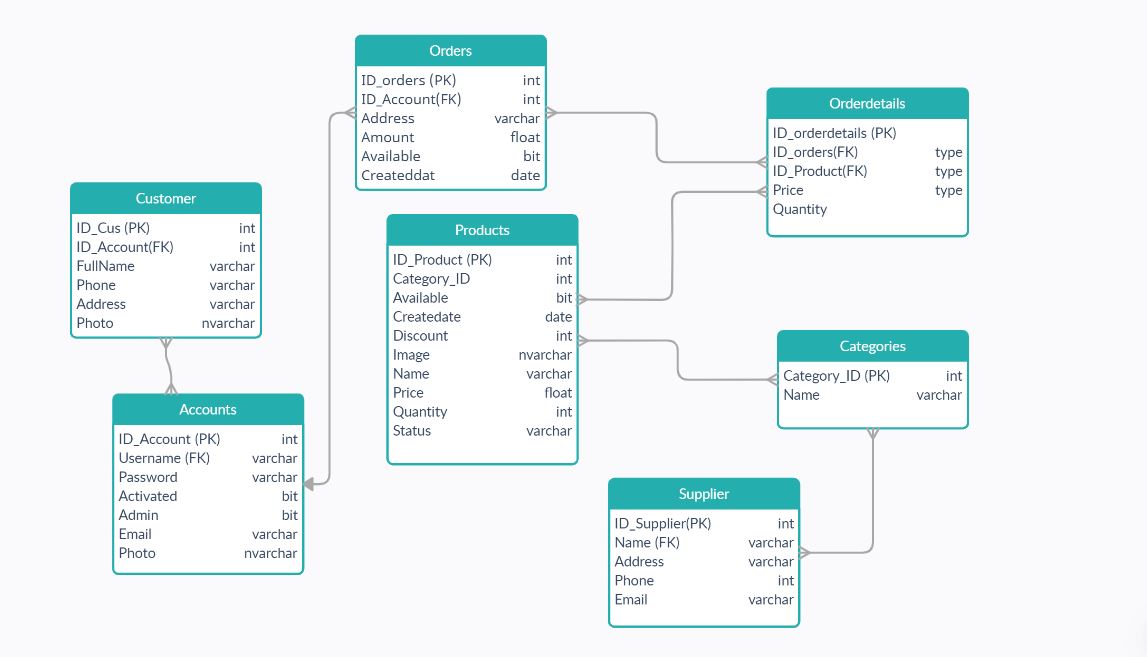 Orders
ID_orders (PK) int
ID_Account(FK) int
Address varchar
Amount float
Available bit
Createddat date
Orderdetails
ID_orderdetails (PK)
ID_orders(FK) type
ID_Product(FK) type
Price type
Quantity
Customer
ID_Cus (PK) int
ID_Account(FK) int
FullName varchar
Phone varchar
Address varchar
Photo nvarchar
Products
ID_Product (PK) int
Category_ID int
Available bit
Createdate date
Discount int
Image nvarchar
Name varchar
Price float
Quantity int
Status varchar
Categories
Category_ID (PK) int
Name varchar
Accounts
ID_Account (PK) int
Username (FK) varchar
Password varchar
Activated bit
Admin bit
Email varchar
Photo nvarchar
Supplier
ID_Supplier(PK) int
Name (FK) varchar
Address varchar
Phone int
Email varchar